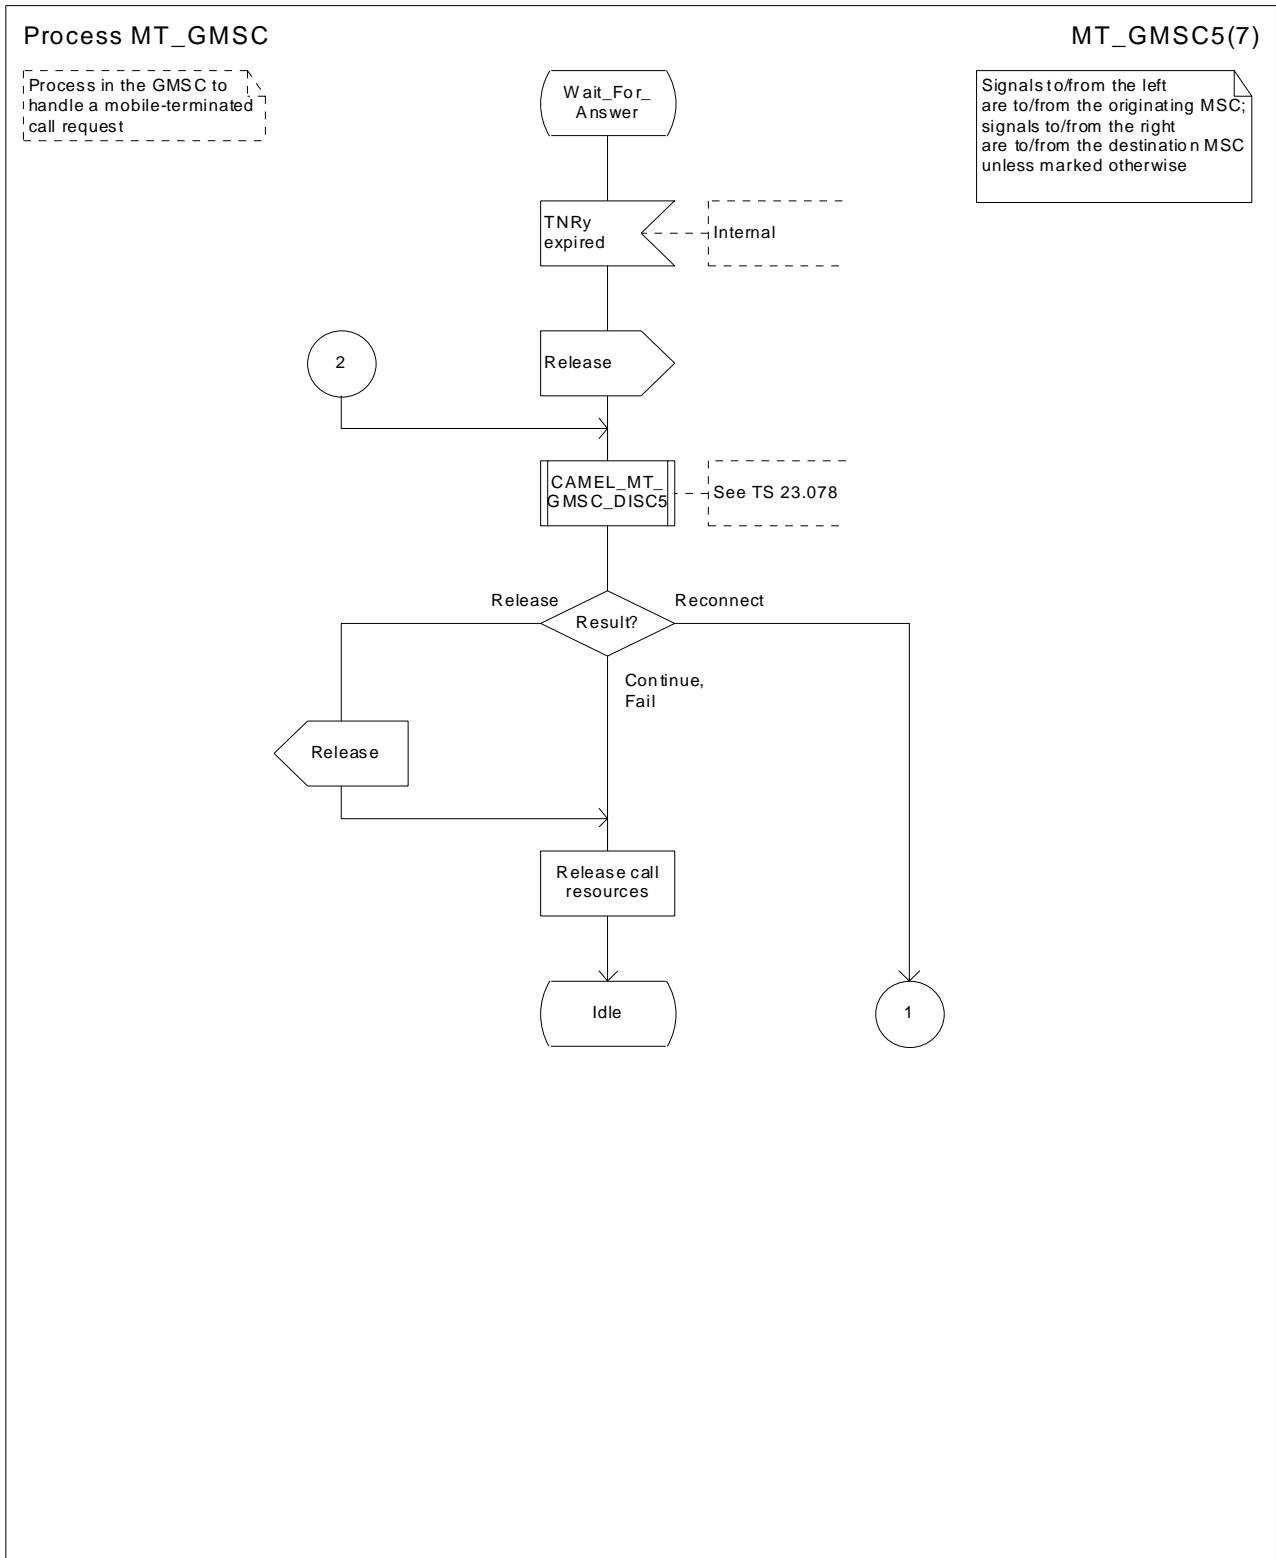 Process MT_GMSC
MT_GMSC5(7)
Process in the GMSC to
handle a mobile-terminated
call request
Signals to/from the left
are to/from the originating MSC;
signals to/from the right
are to/from the destination MSC
unless marked otherwise
Wait_For_
Answer
TNRy
expired
Internal
2
Release
CAMEL_MT_
GMSC_DISC5
See TS 23.078
Release
Result?
Reconnect
Continue,
Fail
Release
Release call
resources
Idle
1